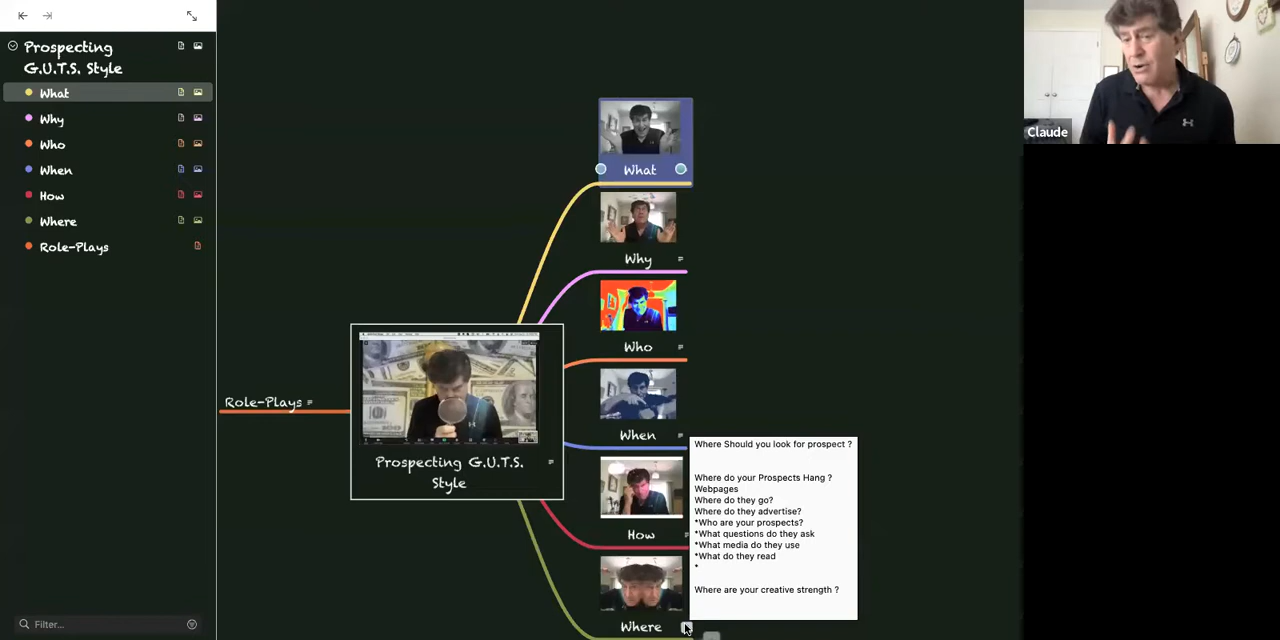 Prospecting
G.U.T.S. Style
What
Why
Who
When
How
Where
Role-Plays
Filter...
What
Why
Who
When
How
Where
Role-Plays
Prospecting G.U.T.S.
Style
Where Should you look for prospect ?
Where do your Prospects Hang ?
Webpages
Where do they go?
Where do they advertise?
*Who are your prospects?
*What questions do they ask
*What media do they use
*What do they read
*
Where are your creative strength ?
Claude